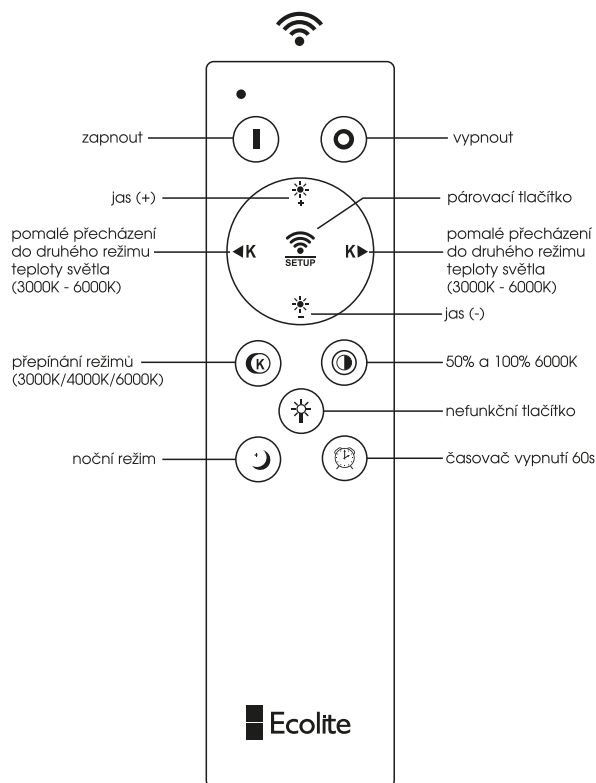 zapnout
vypnout
jas (+)
párovací tlačítko
SETUP
pomalé přecházení
do druhého režimu
teploty světla
(3000K - 6000K)
K
K
pomalé přecházení
do druhého režimu
teploty světla
(3000K - 6000K)
jas (-)
přepínání režimů
(3000K/4000K/6000K)
K
50% a 100% 6000K
nefunkční tlačítko
noční režim
časovač vypnutí 60s
Ecolite